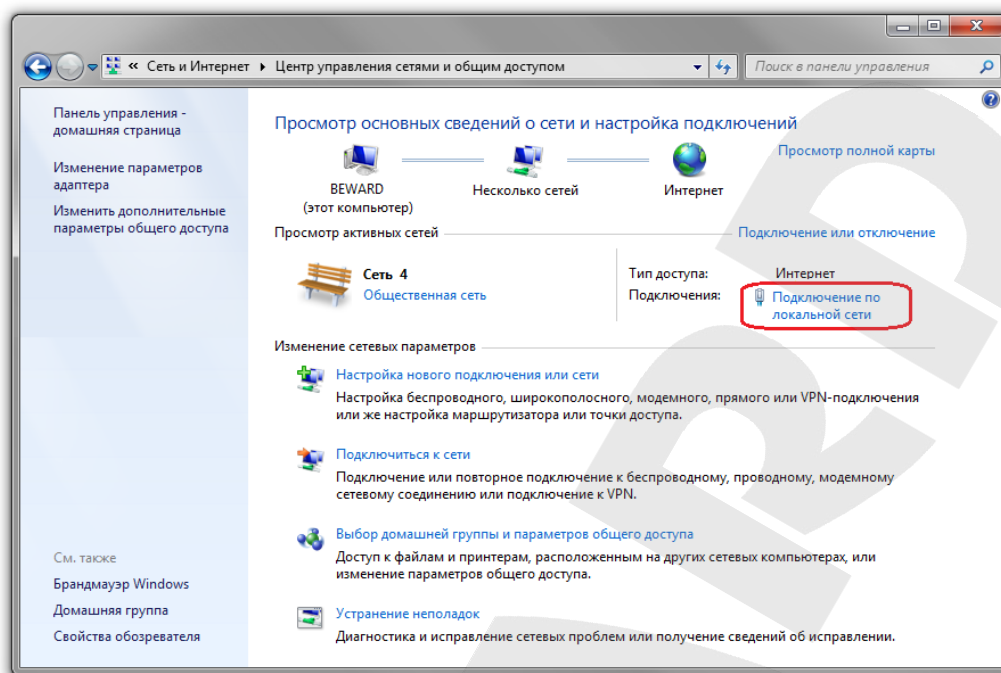 « Сеть и Интернет ▸ Центр управления сетями и общим доступом
Поиск в панели управления
Панель управления -
домашняя страница
Изменение параметров
адаптера
Изменить дополнительные
параметры общего доступа
См. также
Брандмауэр Windows
Домашняя группа
Свойства обозревателя
Просмотр основных сведений о сети и настройка подключений
Просмотр полной карты
BEWARD
(этот компьютер)
Несколько сетей
Интернет
Просмотр активных сетей
Подключение или отключение
Сеть 4
Общественная сеть
Тип доступа: Интернет
Подключения: Подключение по
локальной сети
Изменение сетевых параметров
Настройка нового подключения или сети
Настройка беспроводного, широкополосного, модемного, прямого или VPN-подключения
или же настройка маршрутизатора или точки доступа.
Подключиться к сети
Подключение или повторное подключение к беспроводному, проводному, модемному
сетевому соединению или подключение к VPN.
Выбор домашней группы и параметров общего доступа
Доступ к файлам и принтерам, расположенным на других сетевых компьютерах, или
изменение параметров общего доступа.
Устранение неполадок
Диагностика и исправление сетевых проблем или получение сведений об исправлении.
ARD